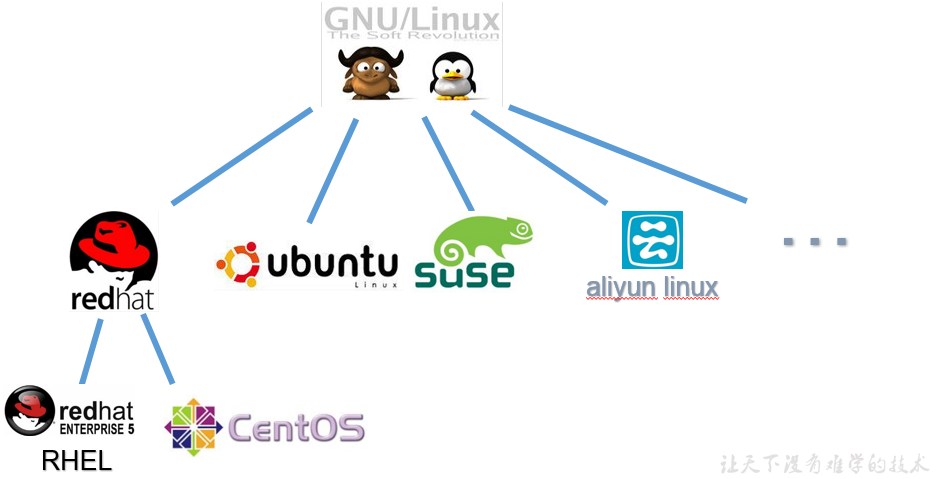 GNU/Linux
The Soft Revolution
redhat
ubuntu
Linux
suse
云
aliyun linux
...
redhat
ENTERPRISE 5
RHEL
CentOS
让天下没有难学的技术